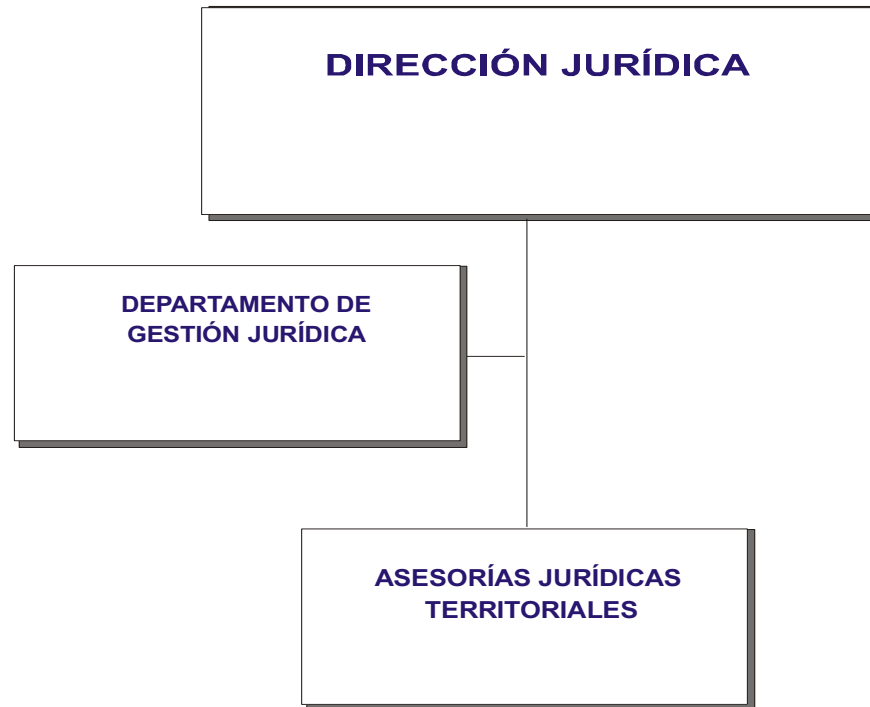 DIRECCIÓN JURÍDICA
DEPARTAMENTO DE
GESTIÓN JURÍDICA
ASESORÍAS JURÍDICAS
TERRITORIALES